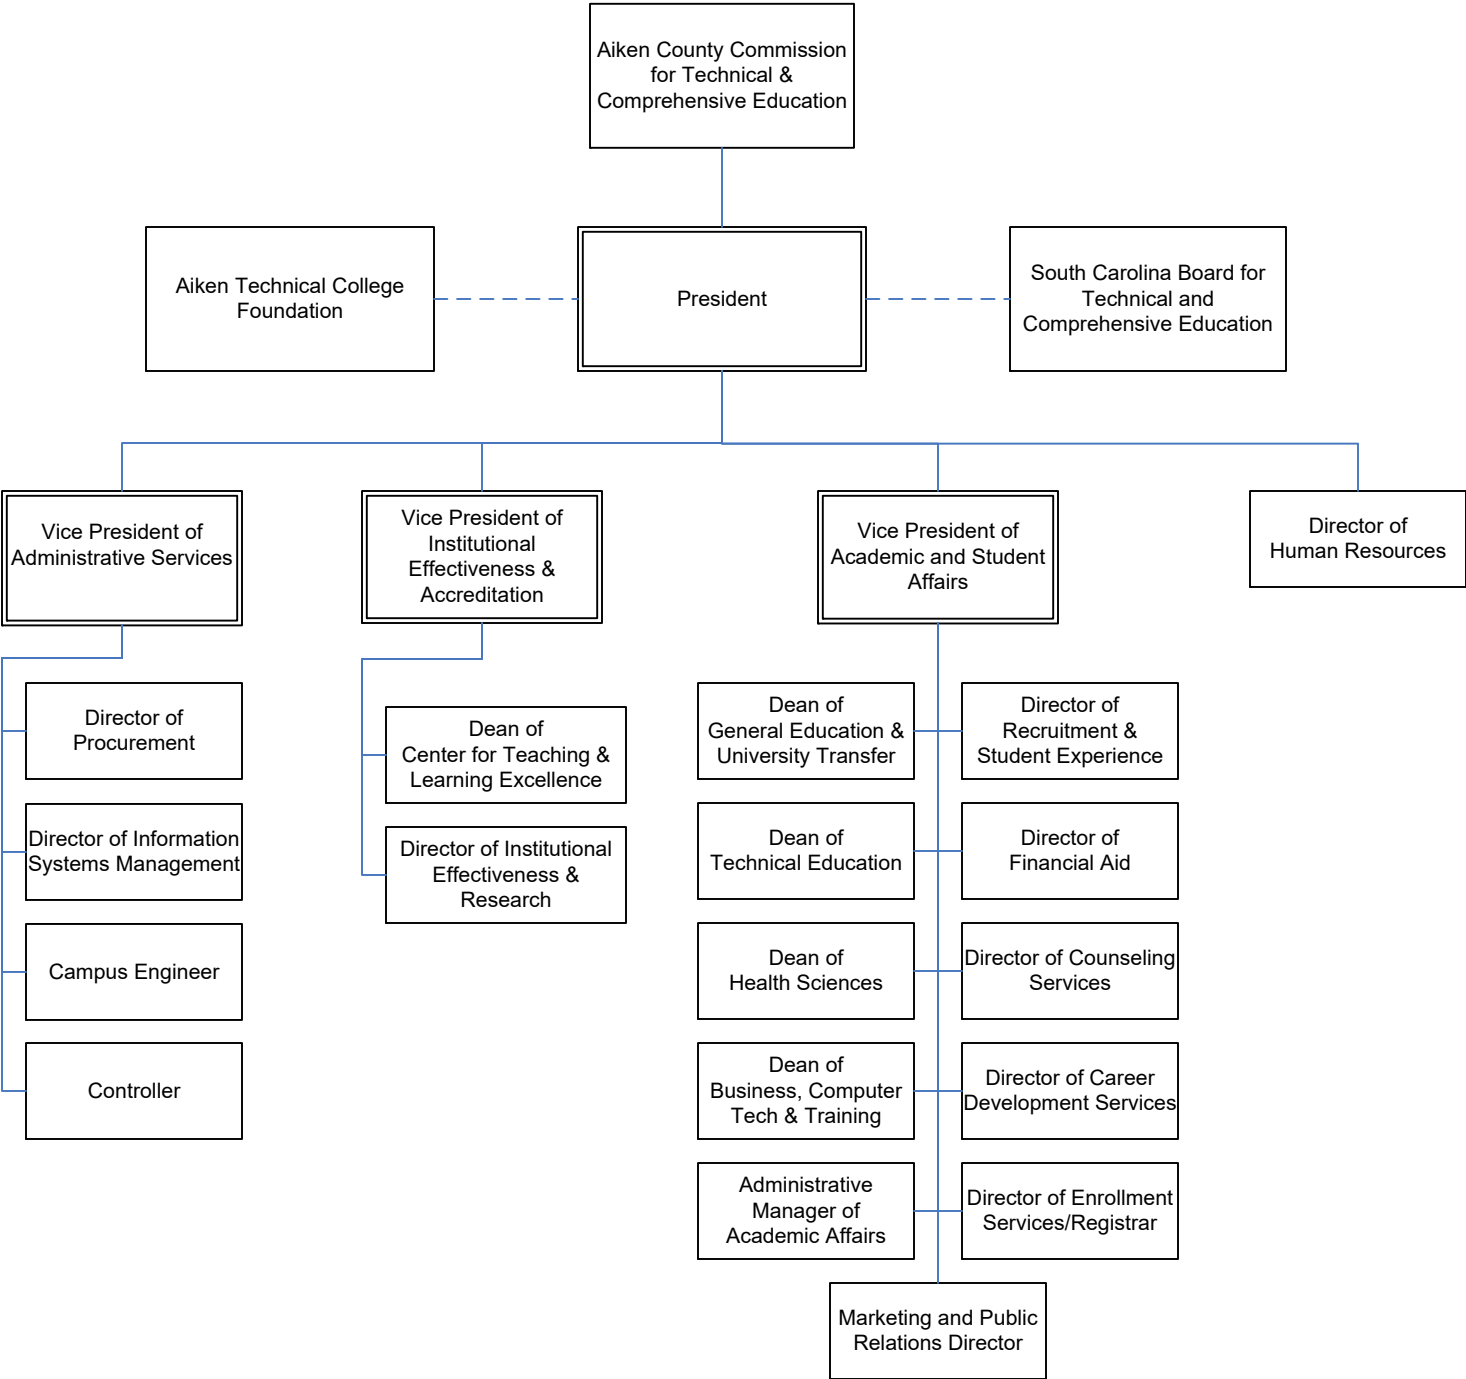 Aiken County Commission
for Technical &
Comprehensive Education
Aiken Technical College
Foundation
President
South Carolina Board for
Technical and
Comprehensive Education
Vice President of
Administrative Services
Vice President of
Institutional
Effectiveness &
Accreditation
Vice President of
Academic and Student
Affairs
Director of
Human Resources
Director of
Procurement
Director of Information
Systems Management
Campus Engineer
Controller
Dean of
Center for Teaching &
Learning Excellence
Director of Institutional
Effectiveness &
Research
Dean of
General Education &
University Transfer
Director of
Recruitment &
Student Experience
Dean of
Technical Education
Director of
Financial Aid
Dean of
Health Sciences
Director of Counseling
Services
Dean of
Business, Computer
Tech & Training
Director of Career
Development Services
Administrative
Manager of
Academic Affairs
Director of Enrollment
Services/Registrar
Marketing and Public
Relations Director